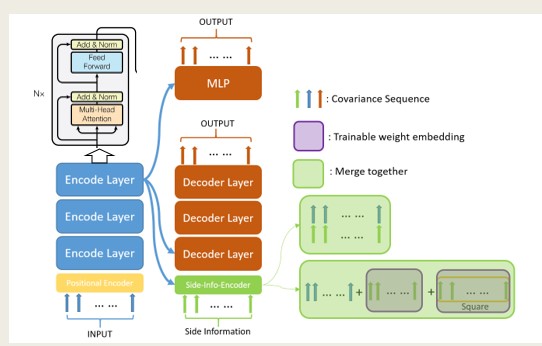 OUTPUT
... ...
MLP
OUTPUT
... ...
Add & Norm
Feed
Forward
Nx
Add & Norm
Multi-Head
Attention
Encode Layer
Encode Layer
Encode Layer
Positional Encoder
... ...
INPUT
Decoder Layer
Decoder Layer
Decoder Layer
Side-Info-Encoder
... ...
Side Information
: Covariance Sequence
: Trainable weight embedding
: Merge together
... ...
... ...
... ... + ... ... + ... ...
Square